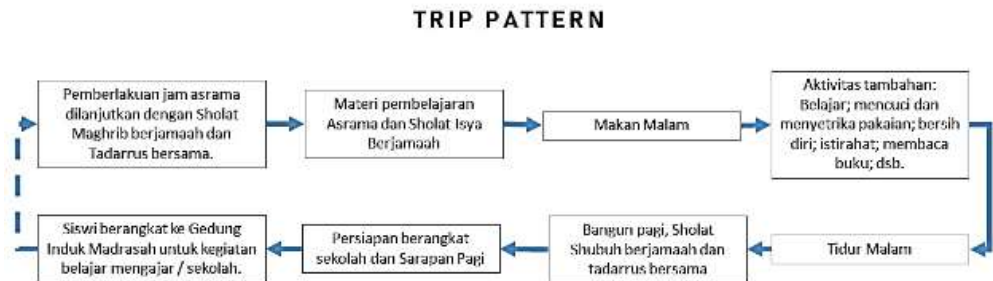 TRIP PATTERN
Pemberlakuan jam asrama
dilanjutkan dengan Sholat
Maghrib berjamaah dan
Tadarrus bersama.
Materi pembelajaran
Asrama dan Sholat Isya
Berjamaah
Makan Malam
Aktivitas tambahan:
Belajar; mencuci dan
menyetrika pakaian; bersih
diri; istirahat; membaca
buku; dsb.
Siswi berangkat ke Gedung
Induk Madrasah untuk kegiatan
belajar mengajar / sekolah.
Persiapan berangkat
sekolah dan Sarapan Pagi
Bangun pagi, Sholat
Shubuh berjamaah dan
tadarrus bersama
Tidur Malam